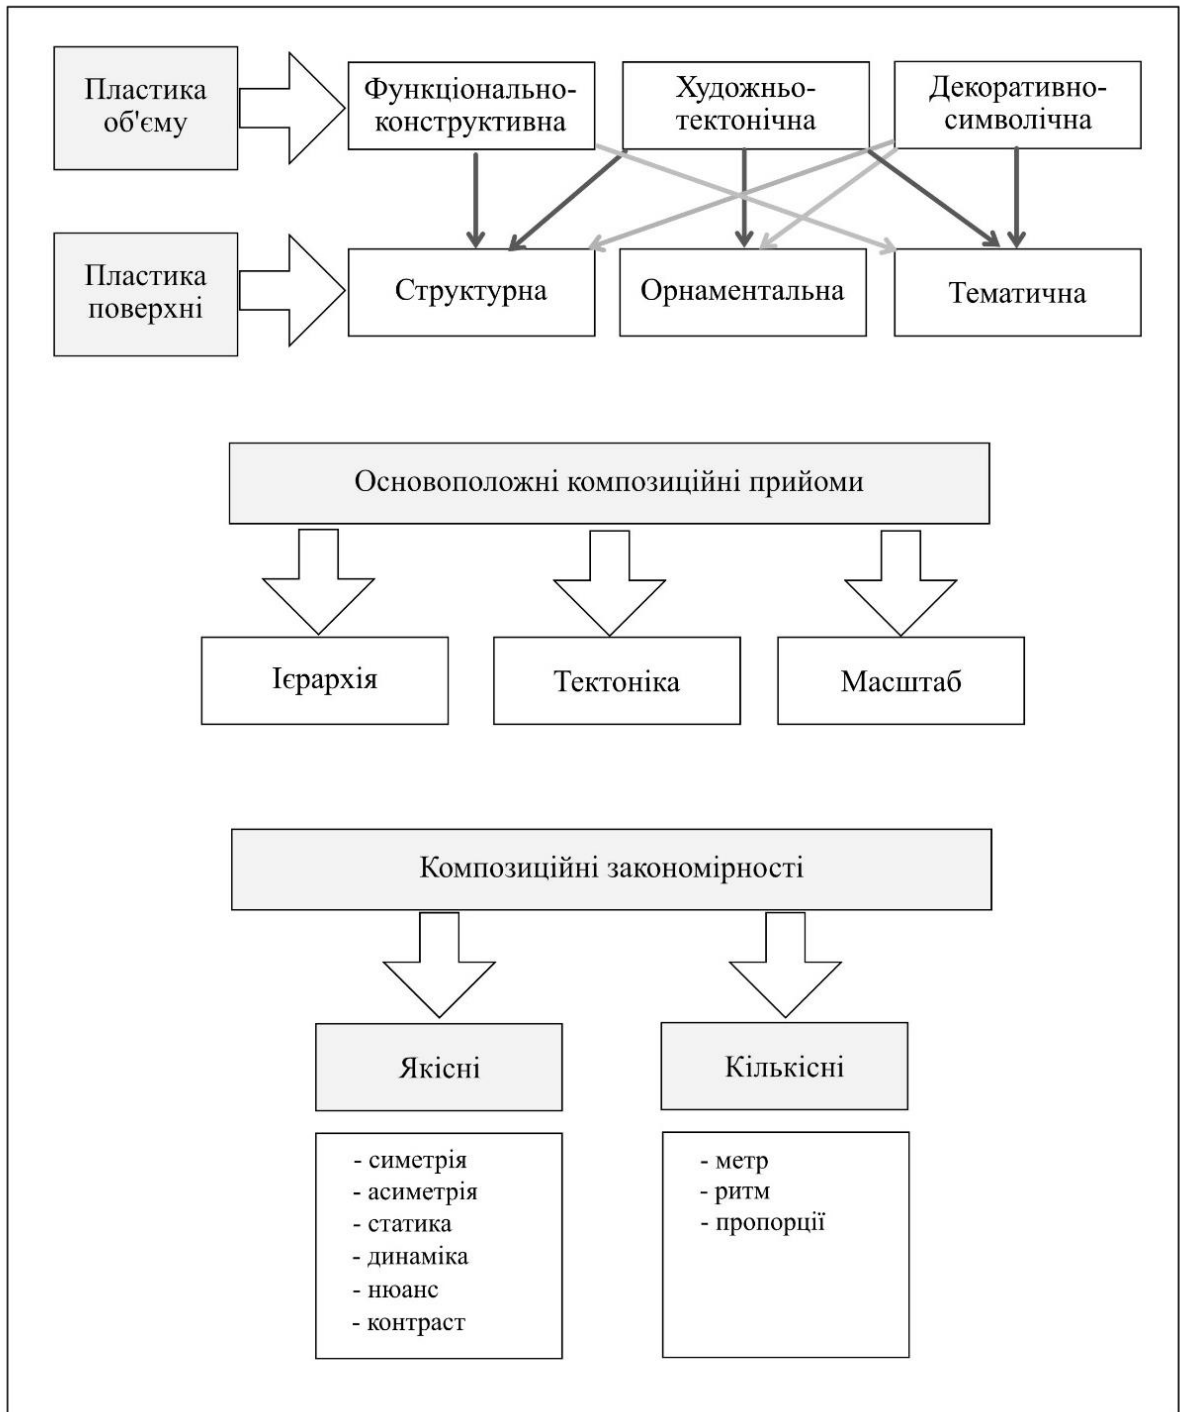 Пластика
об'єму
Функціонально-
конструктивна
Художньо-
тектонічна
Декоративно-
символічна
Пластика
поверхні
Структурна
Орнаментальна
Тематична
Основоположні композиційні прийоми
Ієрархія
Тектоніка
Масштаб
Композиційні закономірності
Якісні
Кількісні
- симетрія
- асиметрія
- статика
- динаміка
- нюанс
- контраст
- метр
- ритм
- пропорції